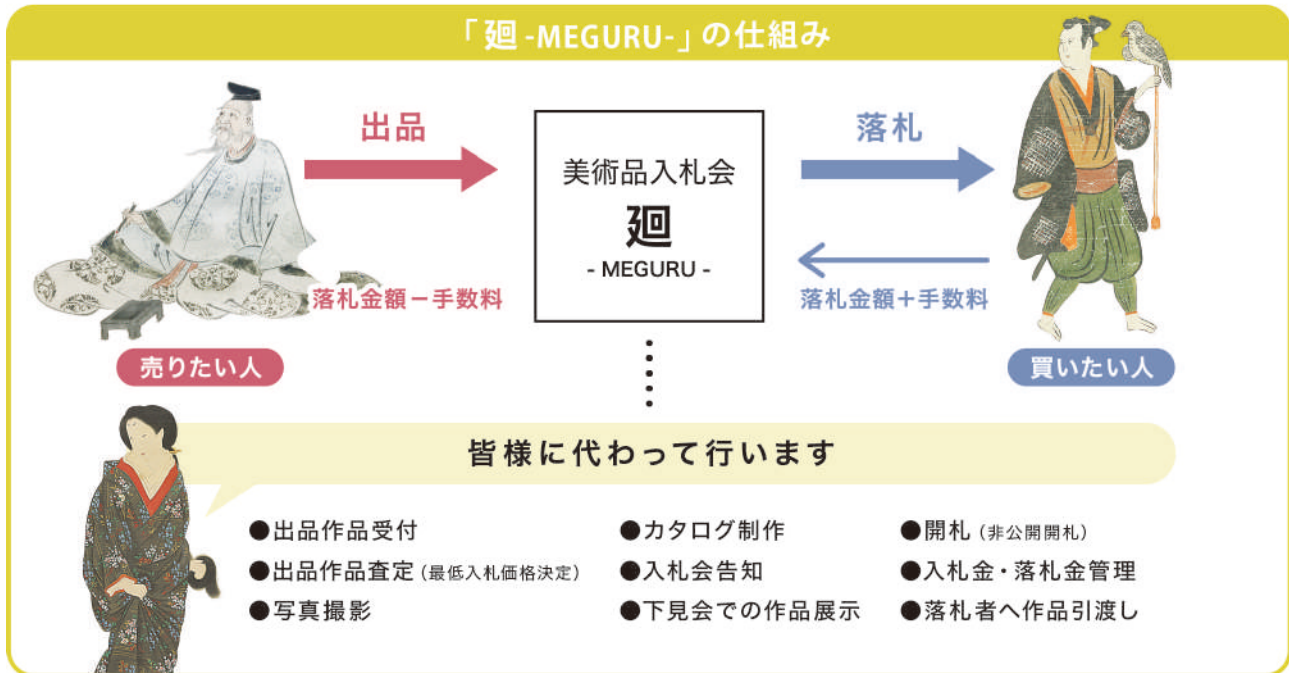 「廻-MEGURU-」の仕組み
出品
落札
美術品入札会
廻
- MEGURU -
落札金額－手数料
落札金額＋手数料
売りたい人
買いたい人
皆様に代わって行います
●出品作品受付
●出品作品査定（最低入札価格決定）
●写真撮影
●カタログ制作
●入札会告知
●下見会での作品展示
●開札（非公開開札）
●入札金・落札金管理
●落札者へ作品引渡し